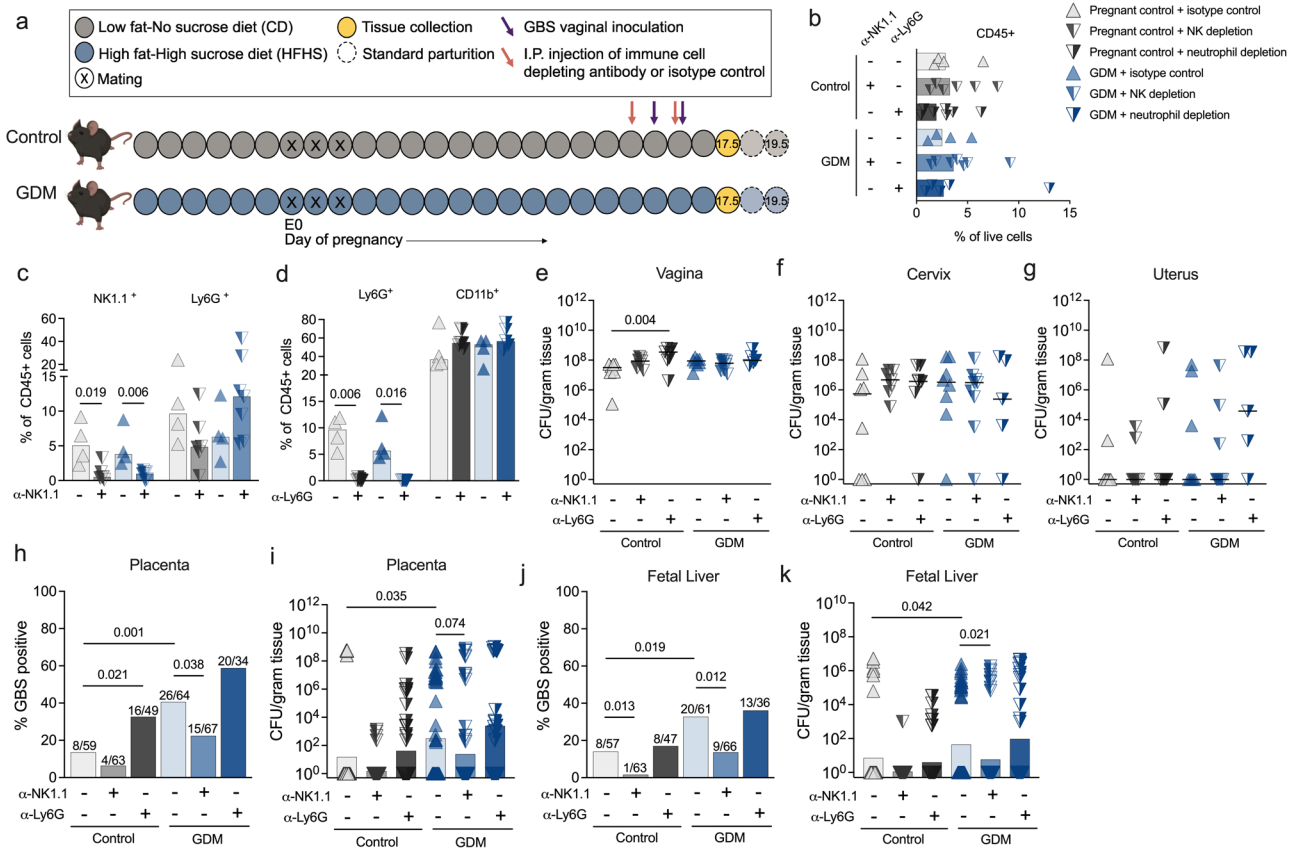 a
Low fat-No sucrose diet (CD)
High fat-High sucrose diet (HFHS)
X Mating
Tissue collection
Standard parturition
GBS vaginal inoculation
I.P. injection of immune cell
depleting antibody or isotype control
Control
X X X
17.5
19.5
GDM
X X X
17.5
19.5
E0
Day of pregnancy
b
α-NK1.1
α-Ly6G
CD45+
Control
- -
+ -
- +
GDM
- -
+ -
- +
0 5 10 15
% of live cells
Pregnant control + isotype control
Pregnant control + NK depletion
Pregnant control + neutrophil depletion
GDM + isotype control
GDM + NK depletion
GDM + neutrophil depletion
c
NK1.1 +
Ly6G +
% of CD45+ cells
60
40
20
15
10
5
0
0.019
0.006
α-NK1.1 - + - + - + - +
d
Ly6G+
CD11b+
% of CD45+ cells
80
60
40
20
20
15
10
5
0
0.006
0.016
α-Ly6G - + - + - + - +
e
Vagina
CFU/gram tissue
10¹²
10¹⁰
10⁸
10⁶
10⁴
10²
10⁰
0.004
α-NK1.1 - + - +
α-Ly6G - + - +
Control
GDM
f
Cervix
CFU/gram tissue
10¹²
10¹⁰
10⁸
10⁶
10⁴
10²
10⁰
α-NK1.1 - + - +
α-Ly6G - + - +
Control
GDM
g
Uterus
CFU/gram tissue
10¹²
10¹⁰
10⁸
10⁶
10⁴
10²
10⁰
α-NK1.1 - + - +
α-Ly6G - + - +
Control
GDM
h
Placenta
% GBS positive
100
80
60
40
20
0
0.001
0.021
0.038
8/59
4/63
16/49
26/64
15/67
20/34
α-NK1.1 - + - +
α-Ly6G + +
Control
GDM
i
Placenta
CFU/gram tissue
10¹²
10¹⁰
10⁸
10⁶
10⁴
10²
10⁰
0.035
0.074
α-NK1.1 - + - +
α-Ly6G - + - +
Control
GDM
j
Fetal Liver
% GBS positive
100
80
60
40
20
0
0.019
0.013
0.012
8/57
1/63
8/47
20/61
9/66
13/36
α-NK1.1 - + - +
α-Ly6G + +
Control
GDM
k
Fetal Liver
CFU/gram tissue
10¹⁰
10⁸
10⁶
10⁴
10²
10⁰
0.042
0.021
α-NK1.1 - + - +
α-Ly6G - + - +
Control
GDM